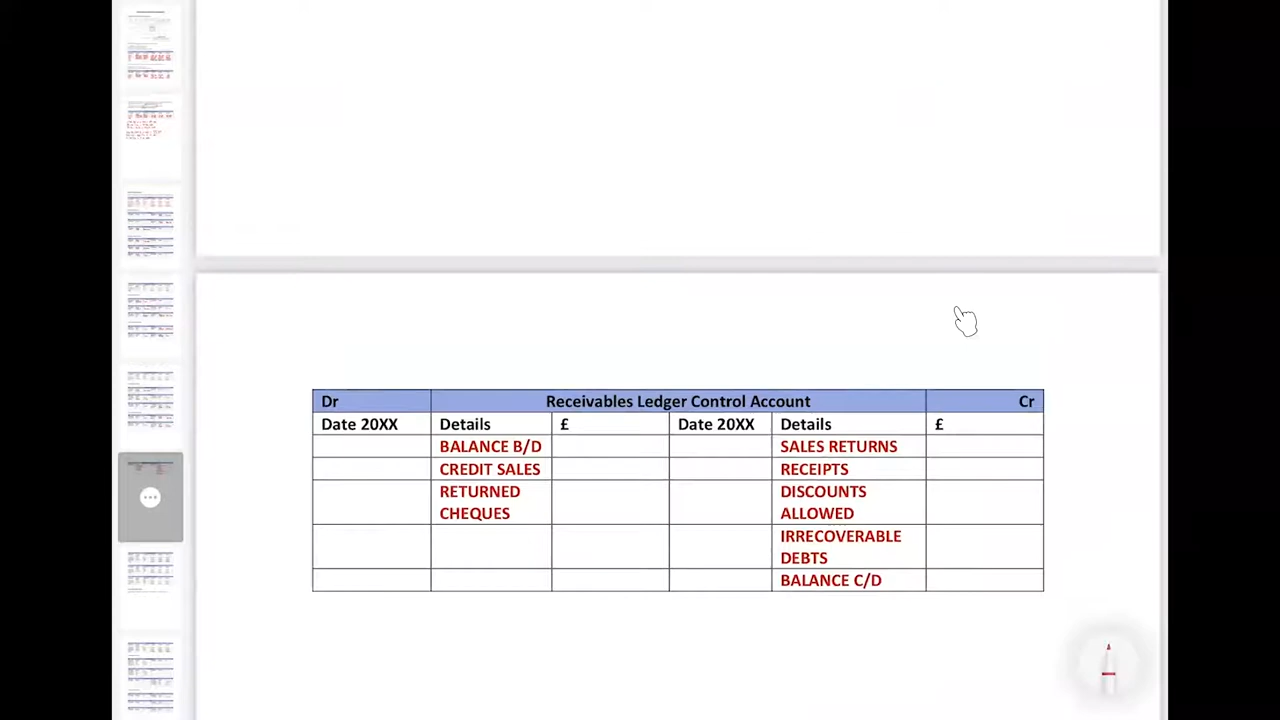 Dr Receivables Ledger Control Account Cr
Date 20XX Details £ Date 20XX Details £
BALANCE B/D SALES RETURNS
CREDIT SALES RECEIPTS
RETURNED DISCOUNTS
CHEQUES ALLOWED
IRRECOVERABLE
DEBTS
BALANCE C/D